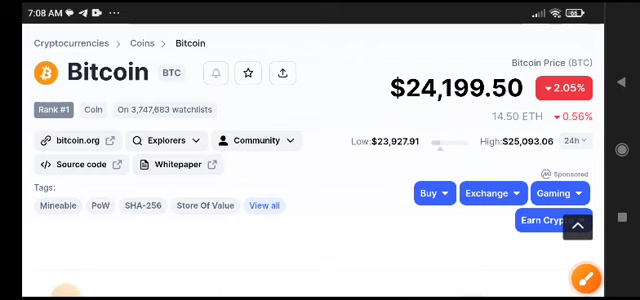 7:08 AM
65
Cryptocurrencies > Coins > Bitcoin
Bitcoin BTC
Bitcoin Price (BTC)
$24,199.50 2.05%
14.50 ETH 0.56%
Rank #1 Coin On 3,747,683 watchlists
Low:$23,927.91 High:$25,093.06 24h
bitcoin.org Explorers Community
Source code Whitepaper
Sponsored
Tags:
Buy Exchange Gaming
Mineable PoW SHA-256 Store Of Value View all
Earn